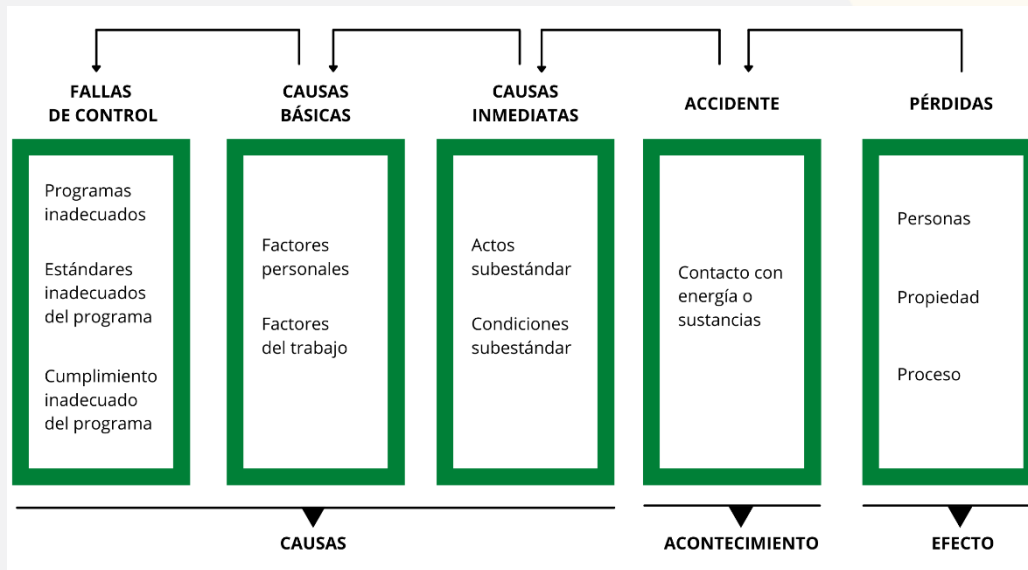 FALLAS
DE CONTROL
CAUSAS
BÁSICAS
CAUSAS
INMEDIATAS
ACCIDENTE
PÉRDIDAS
Programas
inadecuados
Estándares
inadecuados
del programa
Cumplimiento
inadecuado
del programa
Factores
personales
Factores
del trabajo
Actos
subestándar
Condiciones
subestándar
Contacto con
energía o
sustancias
Personas
Propiedad
Proceso
CAUSAS
ACONTECIMIENTO
EFECTO